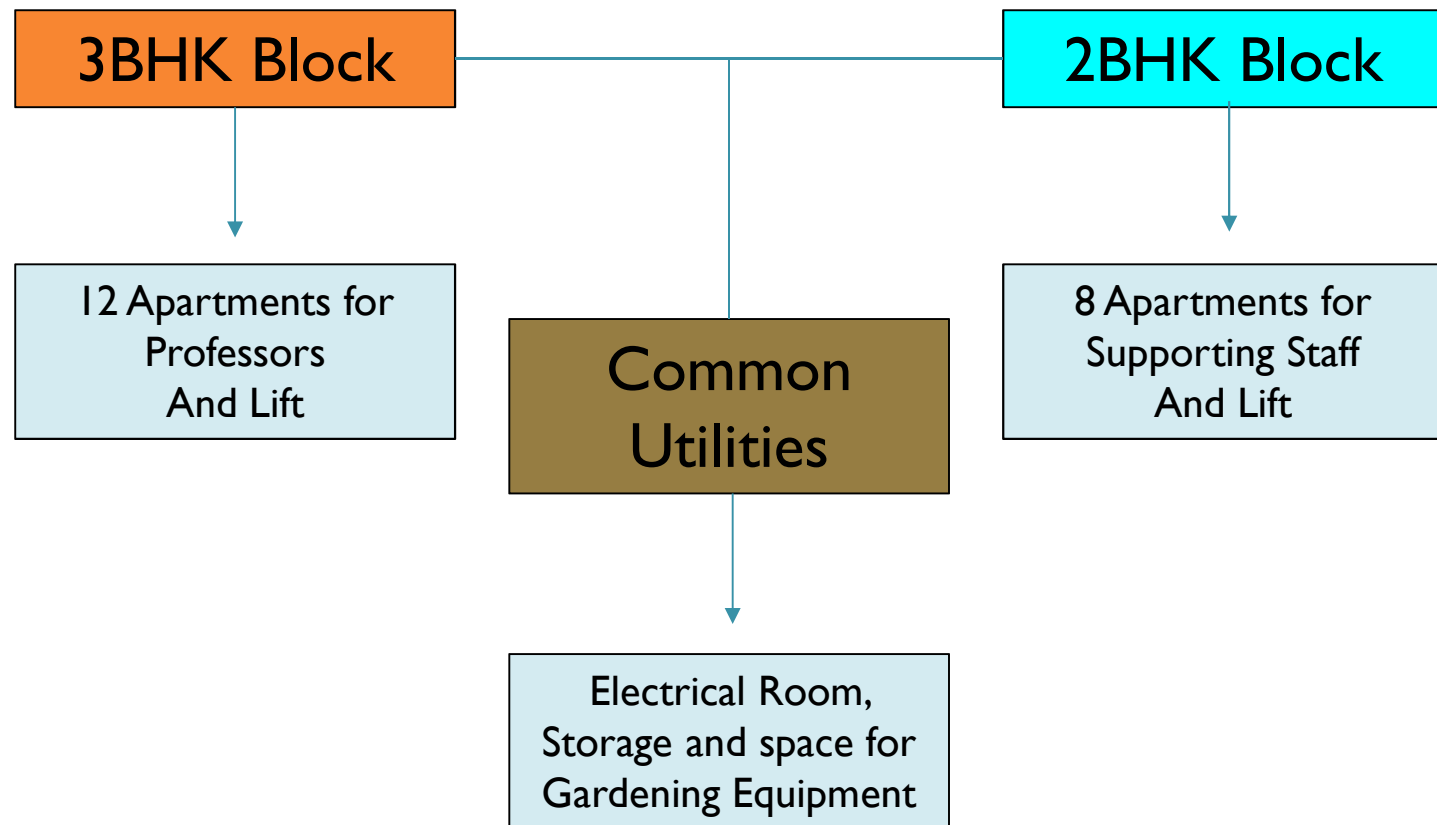 3BHK Block
2BHK Block
12 Apartments for
Professors
And Lift
8 Apartments for
Supporting Staff
And Lift
Common
Utilities
Electrical Room,
Storage and space for
Gardening Equipment